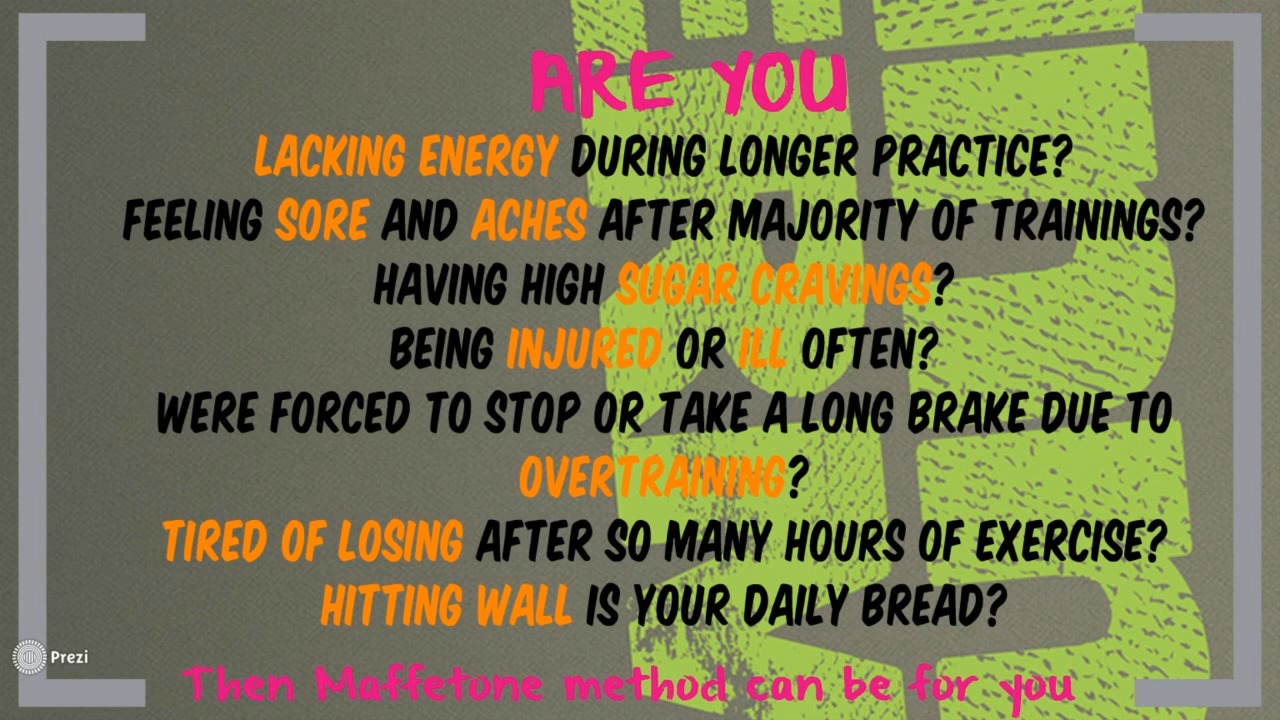 ARE YOU
LACKING ENERGY DURING LONGER PRACTICE?
FEELING SORE AND ACHES AFTER MAJORITY OF TRAININGS?
HAVING HIGH SUGAR CRAVINGS?
BEING INJURED OR ILL OFTEN?
WERE FORCED TO STOP OR TAKE A LONG BRAKE DUE TO
OVERTRAINING?
TIRED OF LOSING AFTER SO MANY HOURS OF EXERCISE?
HITTING WALL IS YOUR DAILY BREAD?
Prezi
Then Maffetone method can be for you